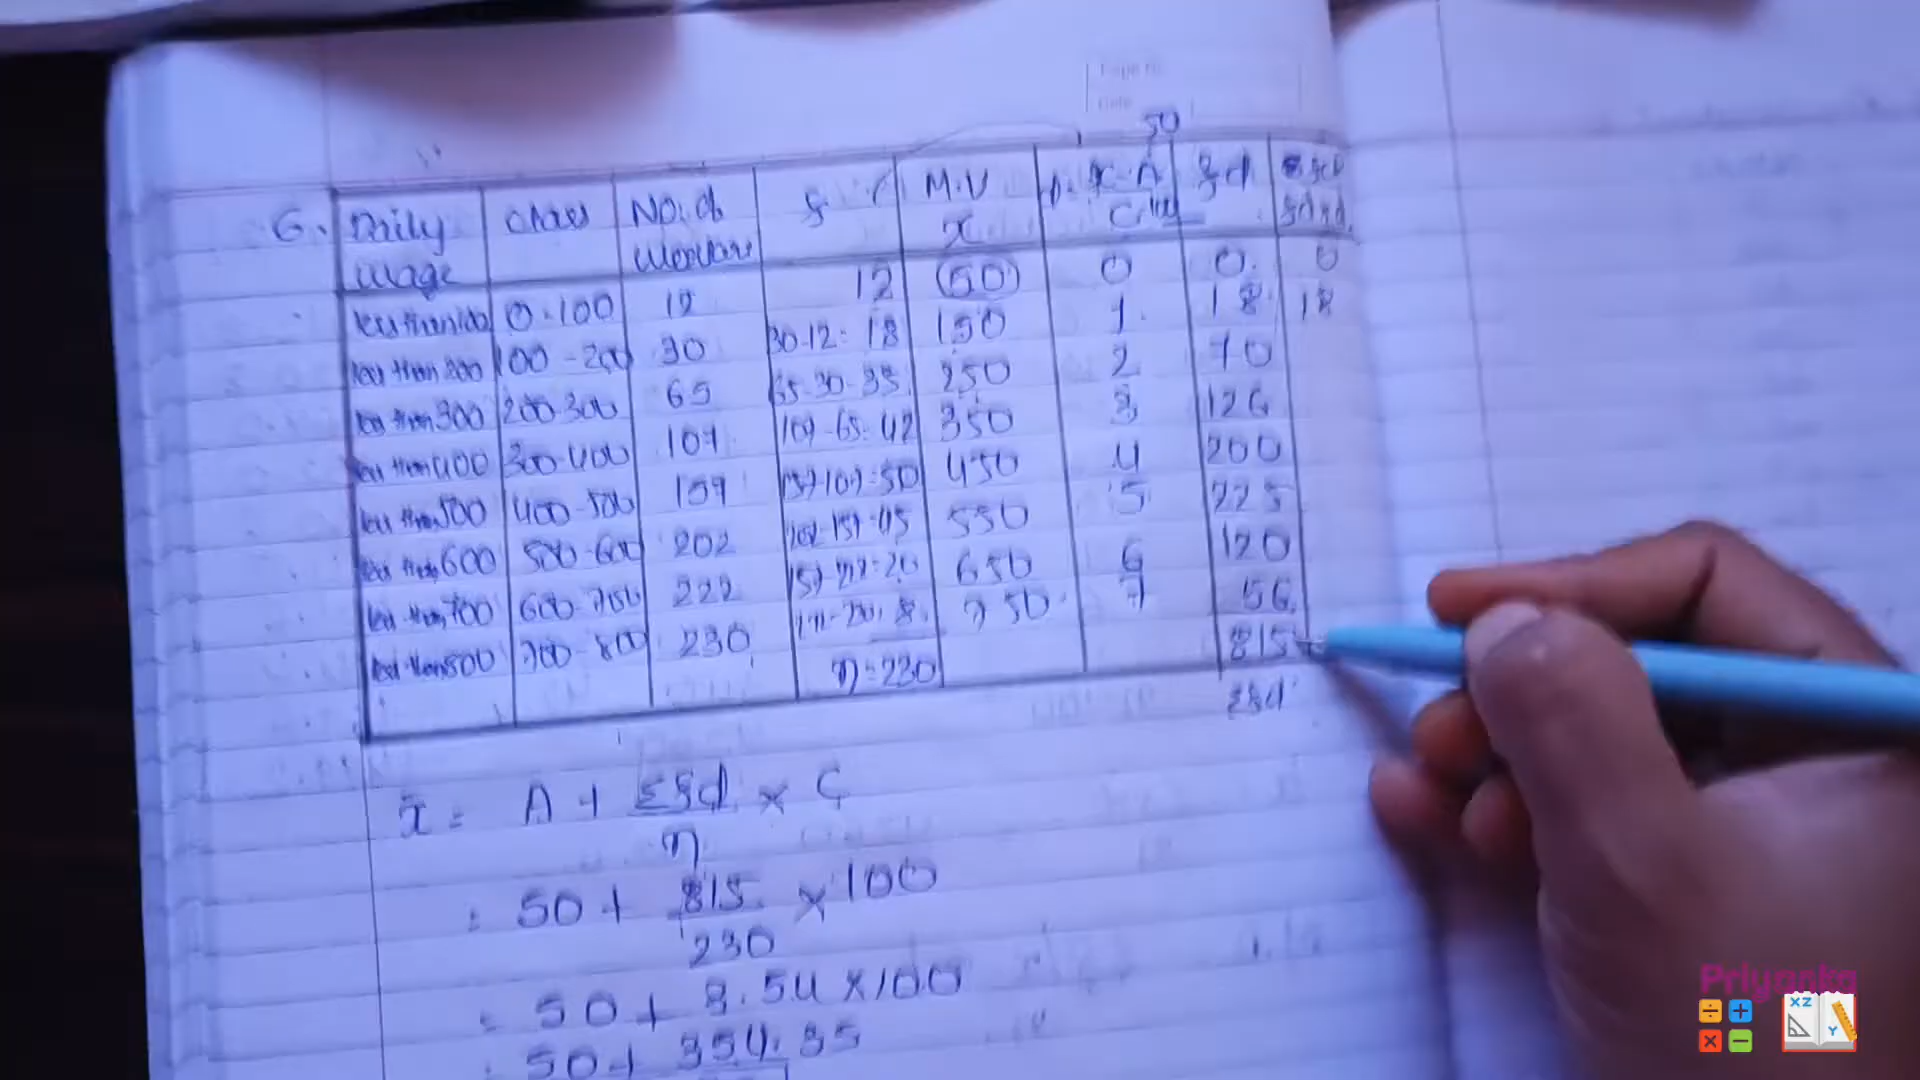 50
6. Daily Class No. of f M.V d= x-A fd fd
wage x C fdxd
12 (50) 0 0 0
less than 100 0-100 12 30-12=18 150 1 18 18
less than 200 100-200 30 65-30=35 250 2 70
less than 300 200-300 65 107-65=42 350 3 126
less than 400 300-400 107 157-107=50 450 4 200
less than 500 400-500 157 202-157=45 550 5 225
less than 600 500-600 202 20 650 6 120
less than 700 600-700 222 8 750 7 56
less than 800 700-800 230 n=230 815
Σfd
x̄ = A + Σfd × C
n
= 50 + 815 × 100
230
= 50 + 3.54 × 100
= 50 + 354.35
Priyanka
XZ
Y